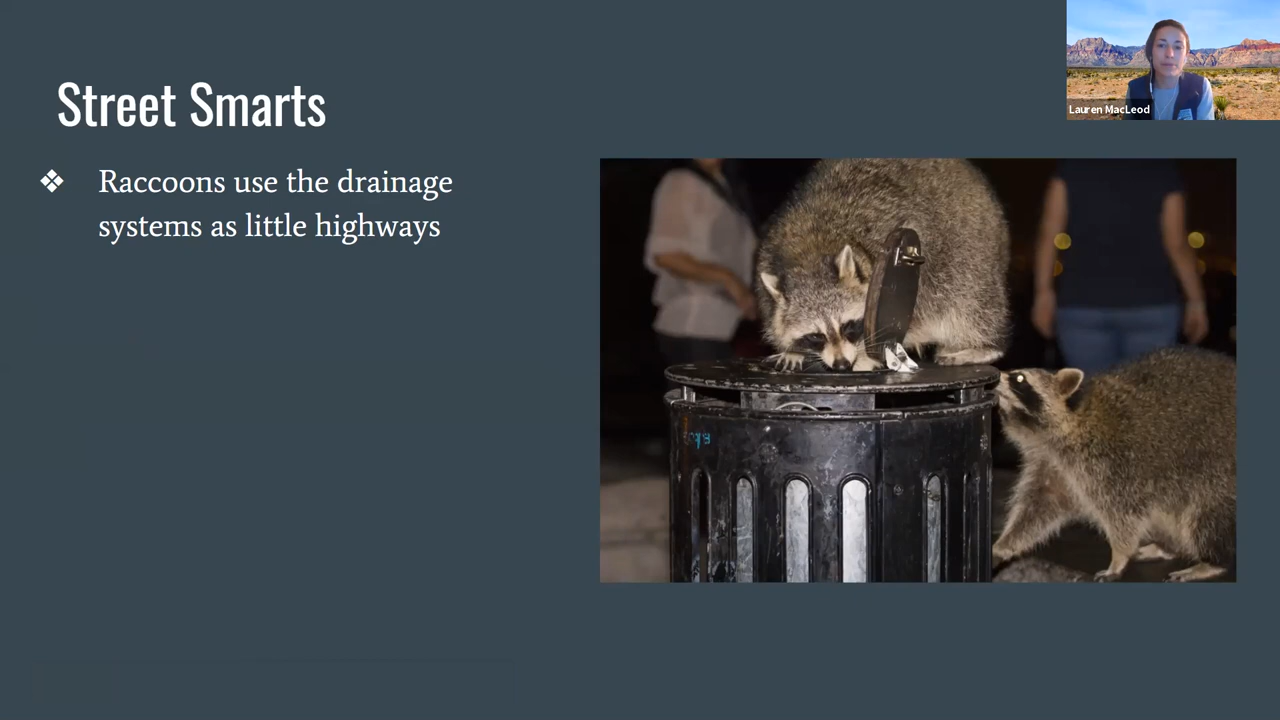 Lauren MacLeod
Street Smarts
❖ Raccoons use the drainage
systems as little highways